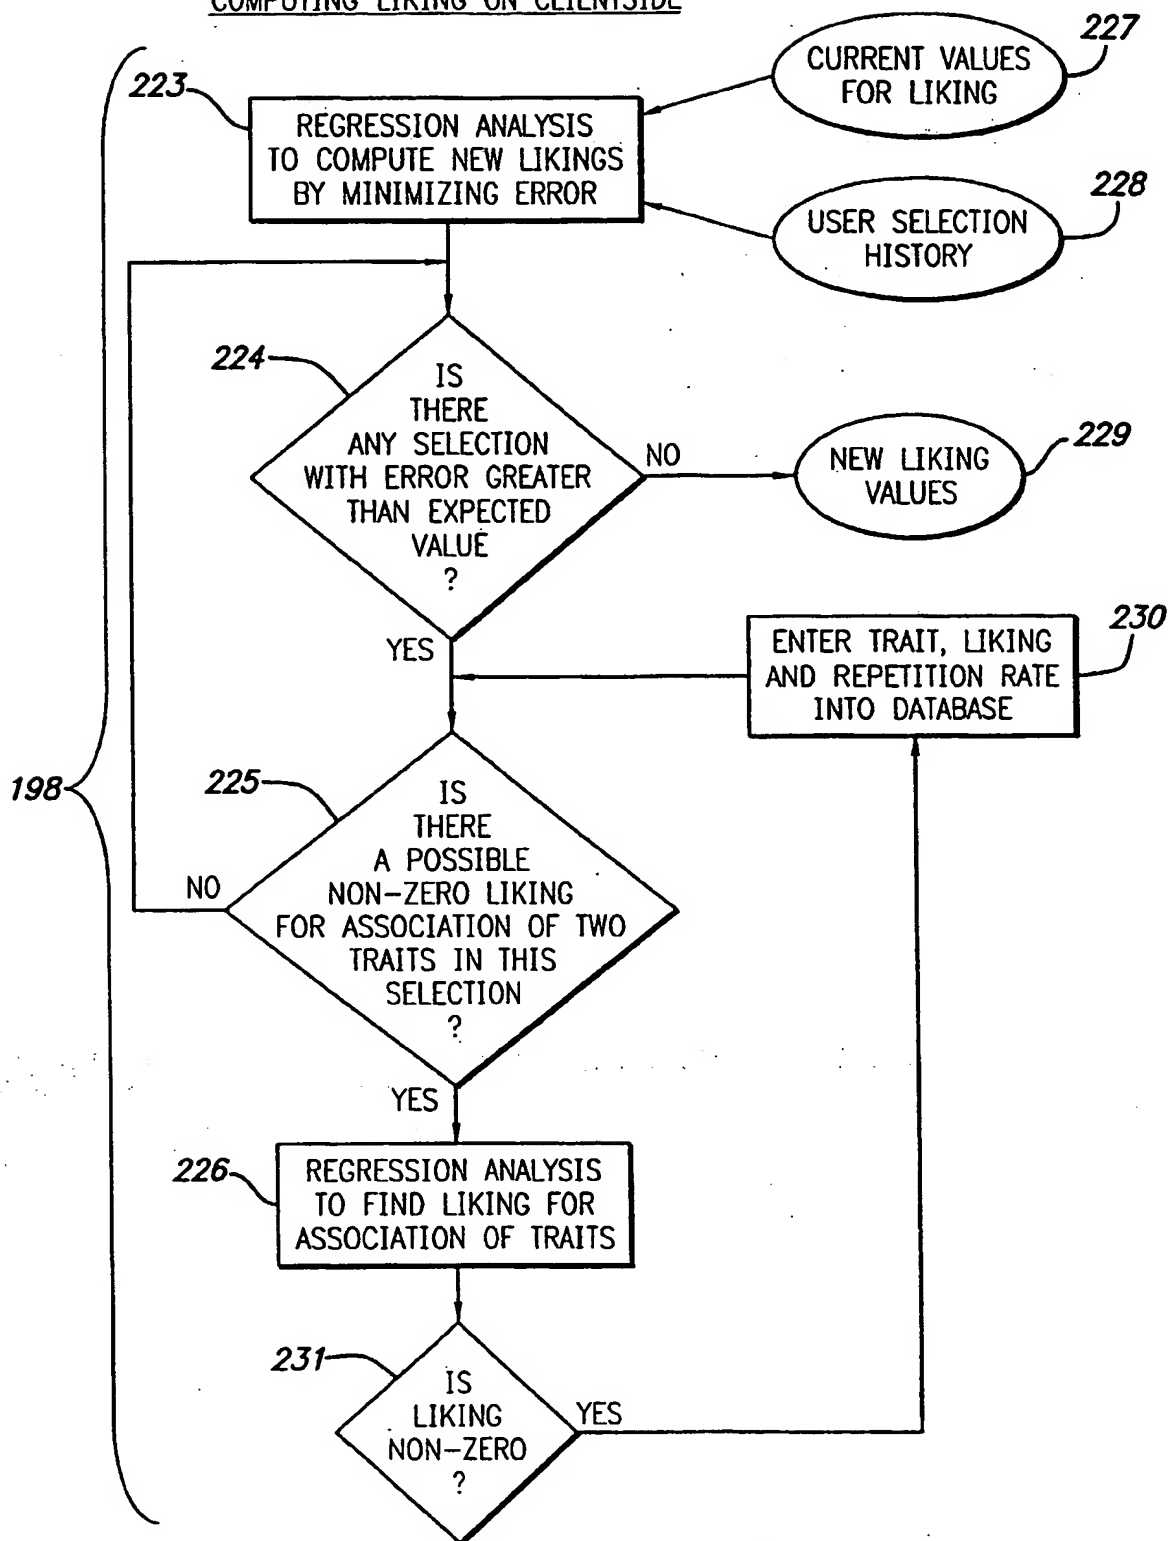 COMPUTING LIKING ON CLIENTSIDE
227
CURRENT VALUES
FOR LIKING
223
REGRESSION ANALYSIS
TO COMPUTE NEW LIKINGS
BY MINIMIZING ERROR
228
USER SELECTION
HISTORY
224
IS
THERE
ANY SELECTION
WITH ERROR GREATER
THAN EXPECTED
VALUE
?
NO
229
NEW LIKING
VALUES
YES
230
ENTER TRAIT, LIKING
AND REPETITION RATE
INTO DATABASE
198
225
IS
THERE
A POSSIBLE
NON-ZERO LIKING
FOR ASSOCIATION OF TWO
TRAITS IN THIS
SELECTION
?
NO
YES
226
REGRESSION ANALYSIS
TO FIND LIKING FOR
ASSOCIATION OF TRAITS
231
IS
LIKING
NON-ZERO
?
YES